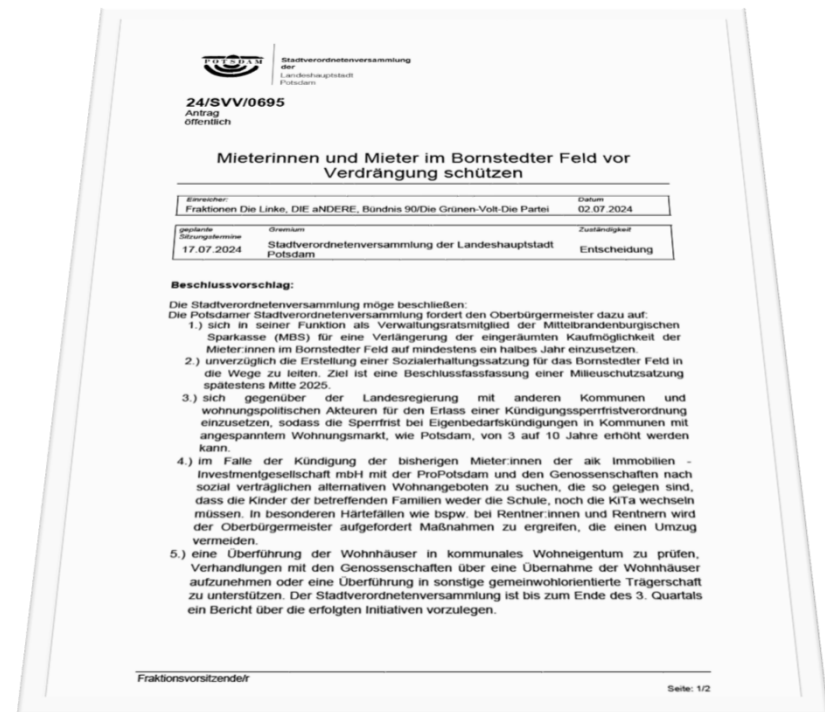 POTSDAM
Stadtverordnetenversammlung
der
Landeshauptstadt
Potsdam
24/SVV/0695
Antrag
öffentlich
Mieterinnen und Mieter im Bornstedter Feld vor
Verdrängung schützen
Einreicher: Datum
Fraktionen Die Linke, DIE aNDERE, Bündnis 90/Die Grünen-Volt-Die Partei 02.07.2024
geplante
Sitzungstermine Gremium Zuständigkeit
17.07.2024 Stadtverordnetenversammlung der Landeshauptstadt
Potsdam Entscheidung
Beschlussvorschlag:
Die Stadtverordnetenversammlung möge beschließen:
Die Potsdamer Stadtverordnetenversammlung fordert den Oberbürgermeister dazu auf:
1.) sich in seiner Funktion als Verwaltungsratsmitglied der Mittelbrandenburgischen
Sparkasse (MBS) für eine Verlängerung der eingeräumten Kaufmöglichkeit der
Mieter:innen im Bornstedter Feld auf mindestens ein halbes Jahr einzusetzen.
2.) unverzüglich die Erstellung einer Sozialerhaltungssatzung für das Bornstedter Feld in
die Wege zu leiten. Ziel ist eine Beschlussfassfassung einer Milieuschutzsatzung
spätestens Mitte 2025.
3.) sich gegenüber der Landesregierung mit anderen Kommunen und
wohnungspolitischen Akteuren für den Erlass einer Kündigungssperrfristverordnung
einzusetzen, sodass die Sperrfrist bei Eigenbedarfskündigungen in Kommunen mit
angespanntem Wohnungsmarkt, wie Potsdam, von 3 auf 10 Jahre erhöht werden
kann.
4.) im Falle der Kündigung der bisherigen Mieter:innen der aik Immobilien -
Investmentgesellschaft mbH mit der ProPotsdam und den Genossenschaften nach
sozial verträglichen alternativen Wohnangeboten zu suchen, die so gelegen sind,
dass die Kinder der betreffenden Familien weder die Schule, noch die KiTa wechseln
müssen. In besonderen Härtefällen wie bspw. bei Rentner:innen und Rentnern wird
der Oberbürgermeister aufgefordert Maßnahmen zu ergreifen, die einen Umzug
vermeiden.
5.) eine Überführung der Wohnhäuser in kommunales Wohneigentum zu prüfen,
Verhandlungen mit den Genossenschaften über eine Übernahme der Wohnhäuser
aufzunehmen oder eine Überführung in sonstige gemeinwohlorientierte Trägerschaft
zu unterstützen. Der Stadtverordnetenversammlung ist bis zum Ende des 3. Quartals
ein Bericht über die erfolgten Initiativen vorzulegen.
Fraktionsvorsitzende/r
Seite: 1/2